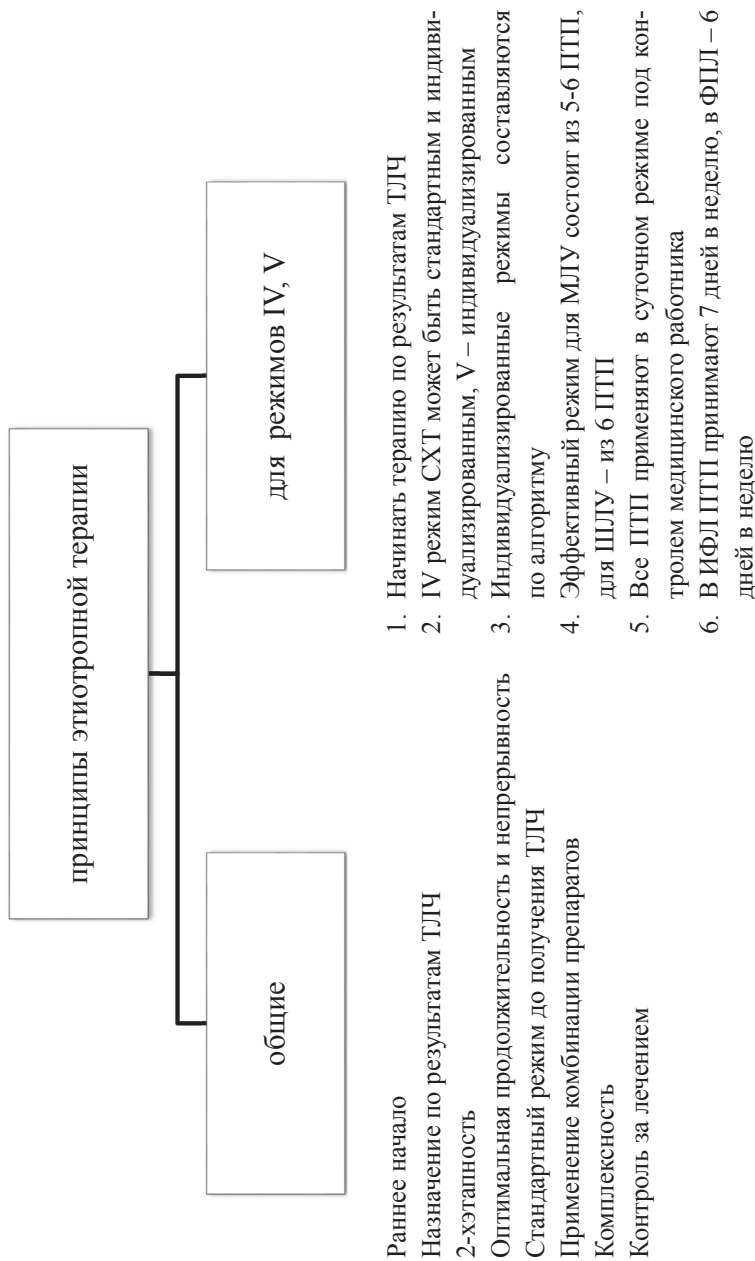 принципы этиотропной терапии
общие
для режимов IV, V
Раннее начало
Назначение по результатам ТЛЧ
2-хэтапность
Оптимальная продолжительность и непрерывность
Стандартный режим до получения ТЛЧ
Применение комбинации препаратов
Комплексность
Контроль за лечением
1. Начинать терапию по результатам ТЛЧ
2. IV режим СХТ может быть стандартным и индиви-
дуализированным, V – индивидуализированным
3. Индивидуализированные режимы составляются
по алгоритму
4. Эффективный режим для МЛУ состоит из 5-6 ПТП,
для ШЛУ – из 6 ПТП
5. Все ПТП применяют в суточном режиме под кон-
тролем медицинского работника
6. В ИФЛ ПТП принимают 7 дней в неделю, в ФПЛ – 6
дней в неделю